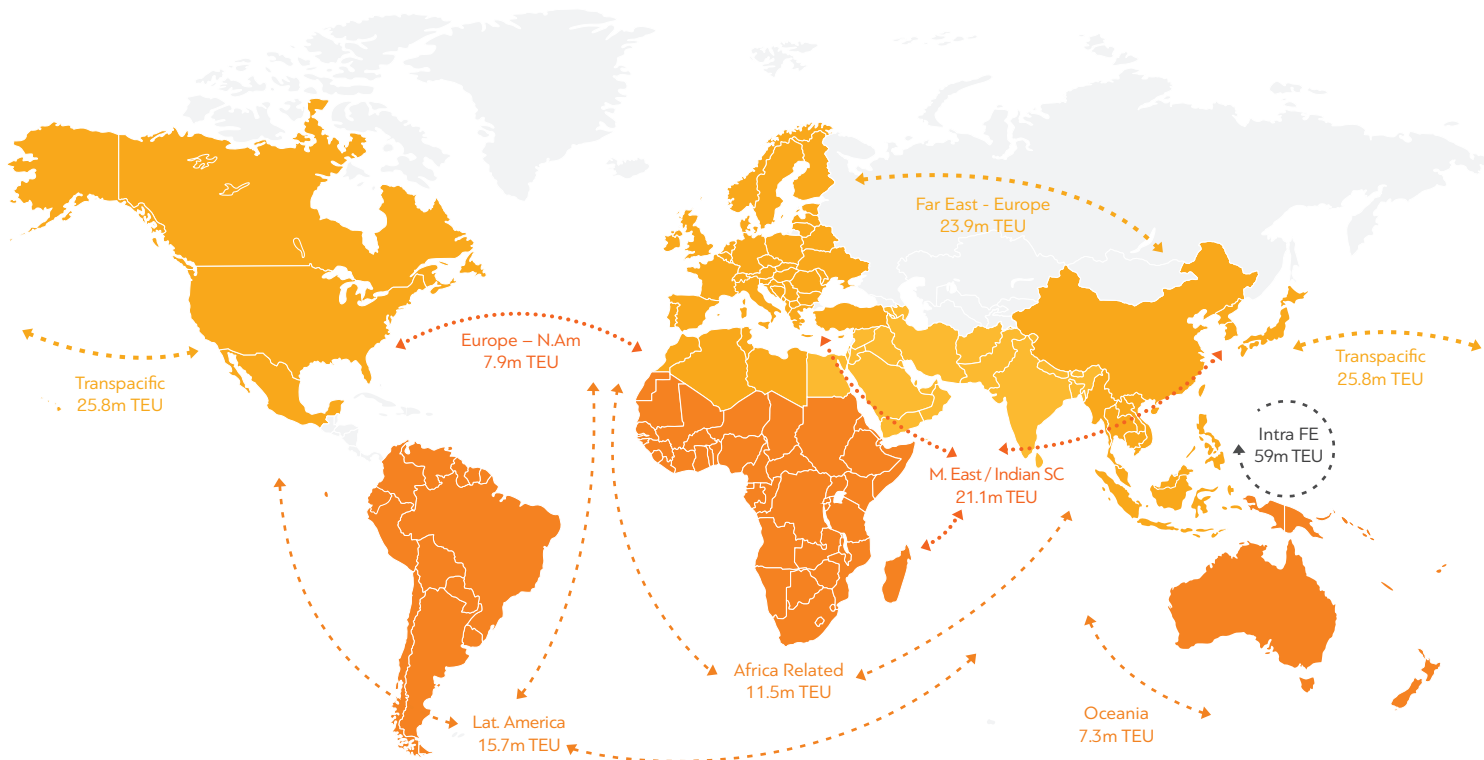 Far East - Europe
23.9m TEU
Europe – N.Am
7.9m TEU
Transpacific
25.8m TEU
Transpacific
25.8m TEU
Intra FE
59m TEU
M. East / Indian SC
21.1m TEU
Africa Related
11.5m TEU
Lat. America
15.7m TEU
Oceania
7.3m TEU